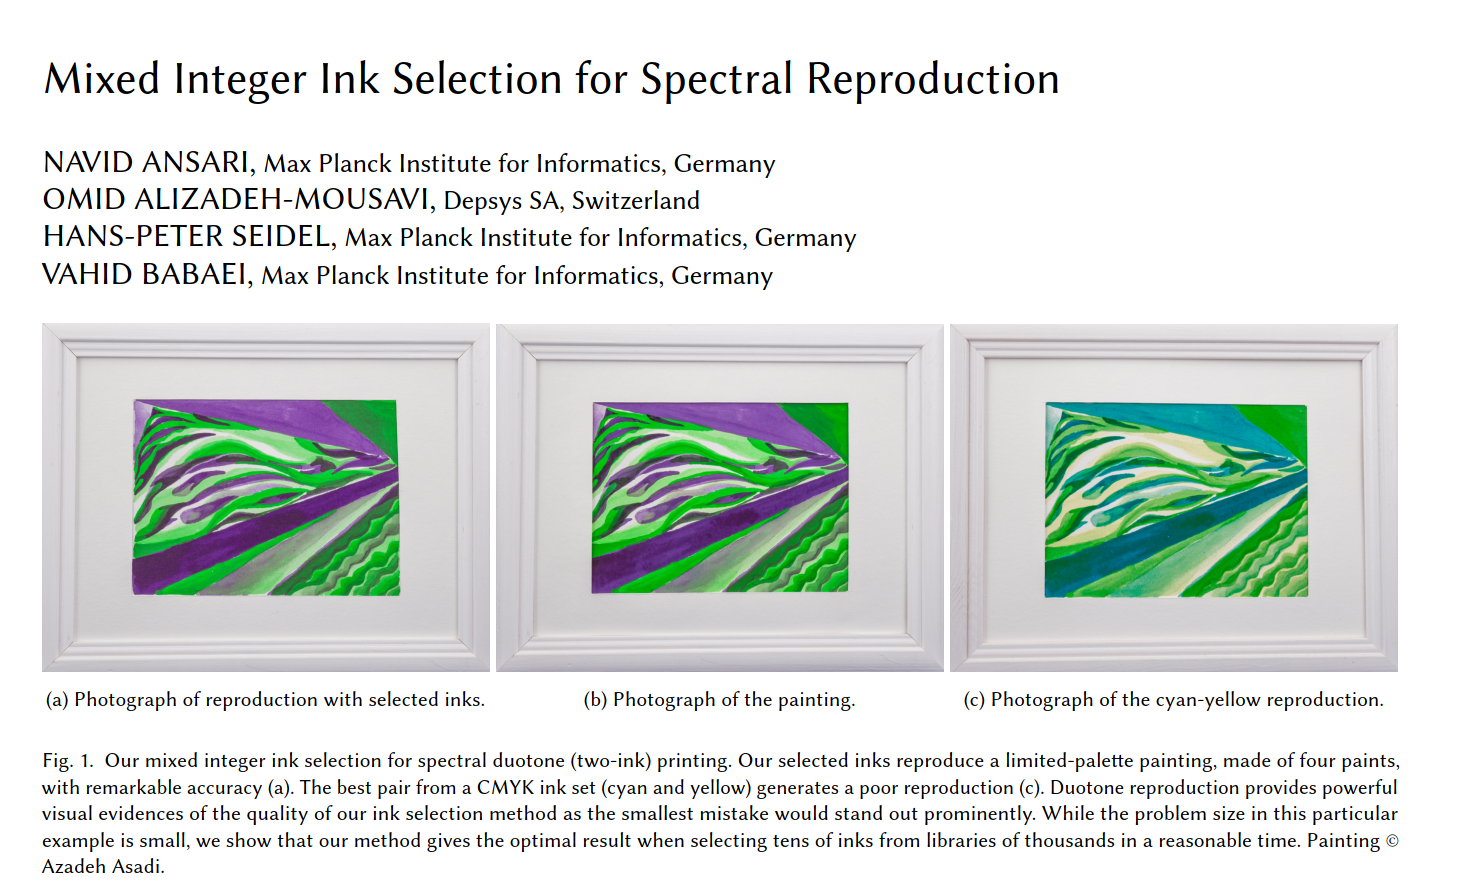 Mixed Integer Ink Selection for Spectral Reproduction
NAVID ANSARI, Max Planck Institute for Informatics, Germany
OMID ALIZADEH-MOUSAVI, Depsys SA, Switzerland
HANS-PETER SEIDEL, Max Planck Institute for Informatics, Germany
VAHID BABAEI, Max Planck Institute for Informatics, Germany
(a) Photograph of reproduction with selected inks.
(b) Photograph of the painting.
(c) Photograph of the cyan-yellow reproduction.
Fig. 1. Our mixed integer ink selection for spectral duotone (two-ink) printing. Our selected inks reproduce a limited-palette painting, made of four paints,
with remarkable accuracy (a). The best pair from a CMYK ink set (cyan and yellow) generates a poor reproduction (c). Duotone reproduction provides powerful
visual evidences of the quality of our ink selection method as the smallest mistake would stand out prominently. While the problem size in this particular
example is small, we show that our method gives the optimal result when selecting tens of inks from libraries of thousands in a reasonable time. Painting ©
Azadeh Asadi.